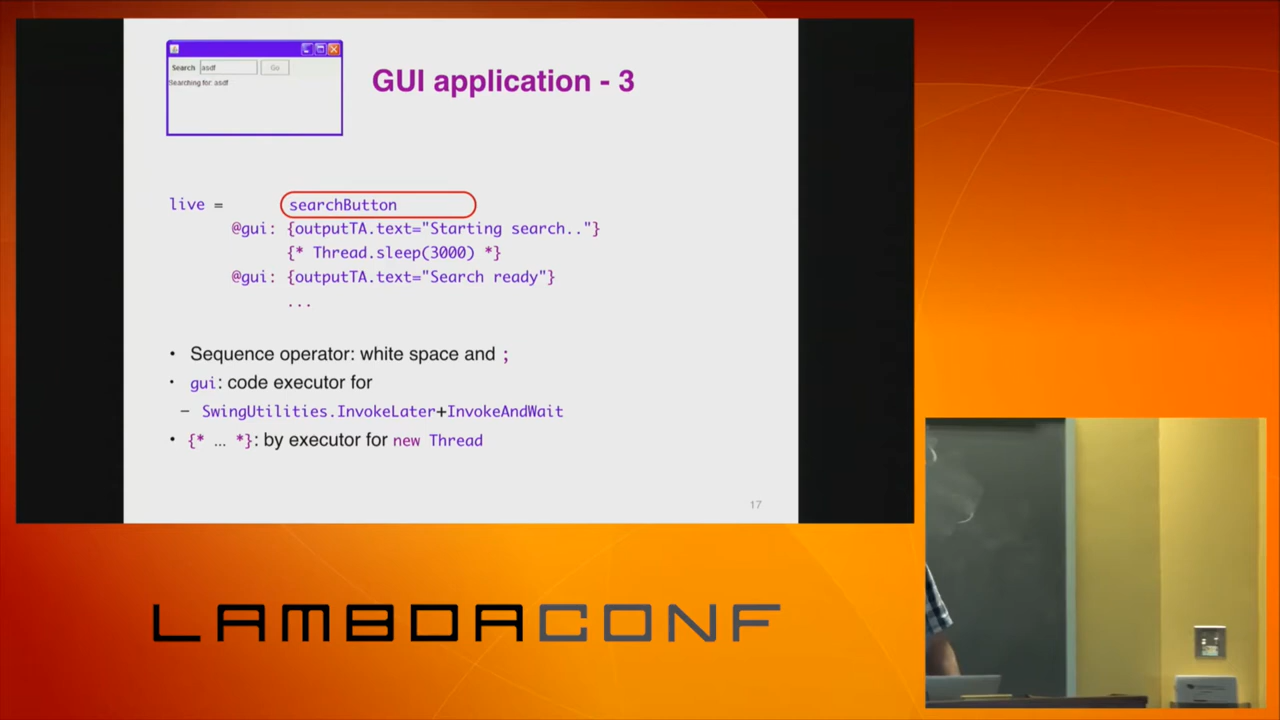 Search asdf Go
Searching for: asdf
GUI application - 3
live = searchButton
@gui: {outputTA.text="Starting search.."}
{* Thread.sleep(3000) *}
@gui: {outputTA.text="Search ready"}
...
• Sequence operator: white space and ;
• gui: code executor for
– SwingUtilities.InvokeLater+InvokeAndWait
• {* ... *}: by executor for new Thread
17
LAMBDACONF